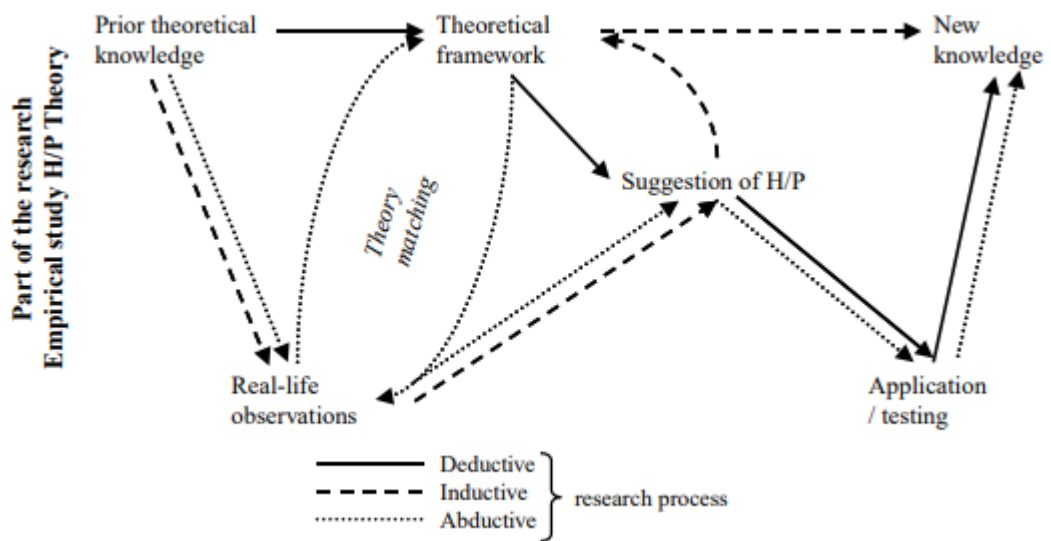 Part of the research
Empirical study H/P Theory
Prior theoretical
knowledge
Theoretical
framework
New
knowledge
Suggestion of H/P
Theory
matching
Real-life
observations
Application
/ testing
Deductive
Inductive
Abductive
research process